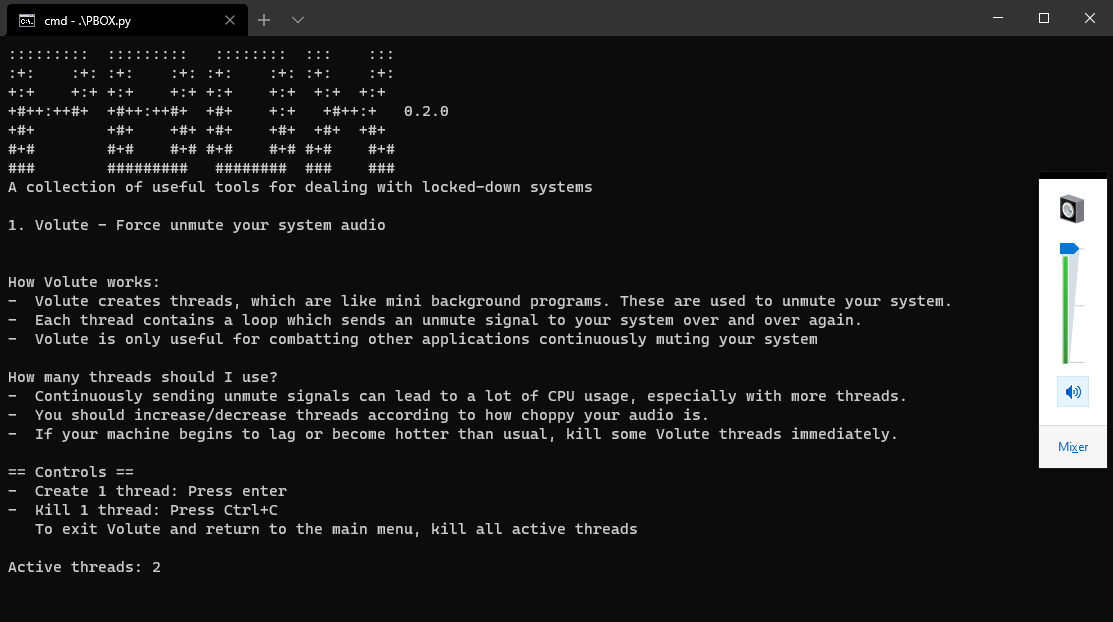 cmd - .\PBOX.py
:::::::::  :::::::::   ::::::::  :::    :::
:+:    :+: :+:    :+: :+:    :+: :+:    :+:
+:+    +:+ +:+    +:+ +:+    +:+  +:+  +:+
+#++:++#+  +#++:++#+  +#+    +:+   +#++:+   0.2.0
+#+        +#+    +#+ +#+    +#+  +#+  +#+
#+#        #+#    #+# #+#    #+# #+#    #+#
###        #########   ########  ###    ###
A collection of useful tools for dealing with locked-down systems
1. Volute - Force unmute your system audio
How Volute works:
-  Volute creates threads, which are like mini background programs. These are used to unmute your system.
-  Each thread contains a loop which sends an unmute signal to your system over and over again.
-  Volute is only useful for combatting other applications continuously muting your system
How many threads should I use?
-  Continuously sending unmute signals can lead to a lot of CPU usage, especially with more threads.
-  You should increase/decrease threads according to how choppy your audio is.
-  If your machine begins to lag or become hotter than usual, kill some Volute threads immediately.
== Controls ==
-  Create 1 thread: Press enter
-  Kill 1 thread: Press Ctrl+C
   To exit Volute and return to the main menu, kill all active threads
Active threads: 2
Mixer